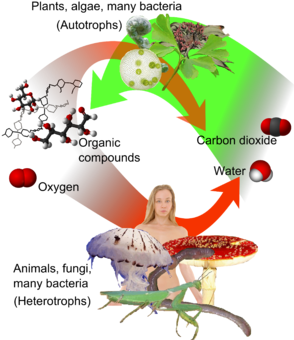 Plants, algae, many bacteria
(Autotrophs)
Carbon dioxide
Organic
compounds
Water
Oxygen
Animals, fungi,
many bacteria
(Heterotrophs)